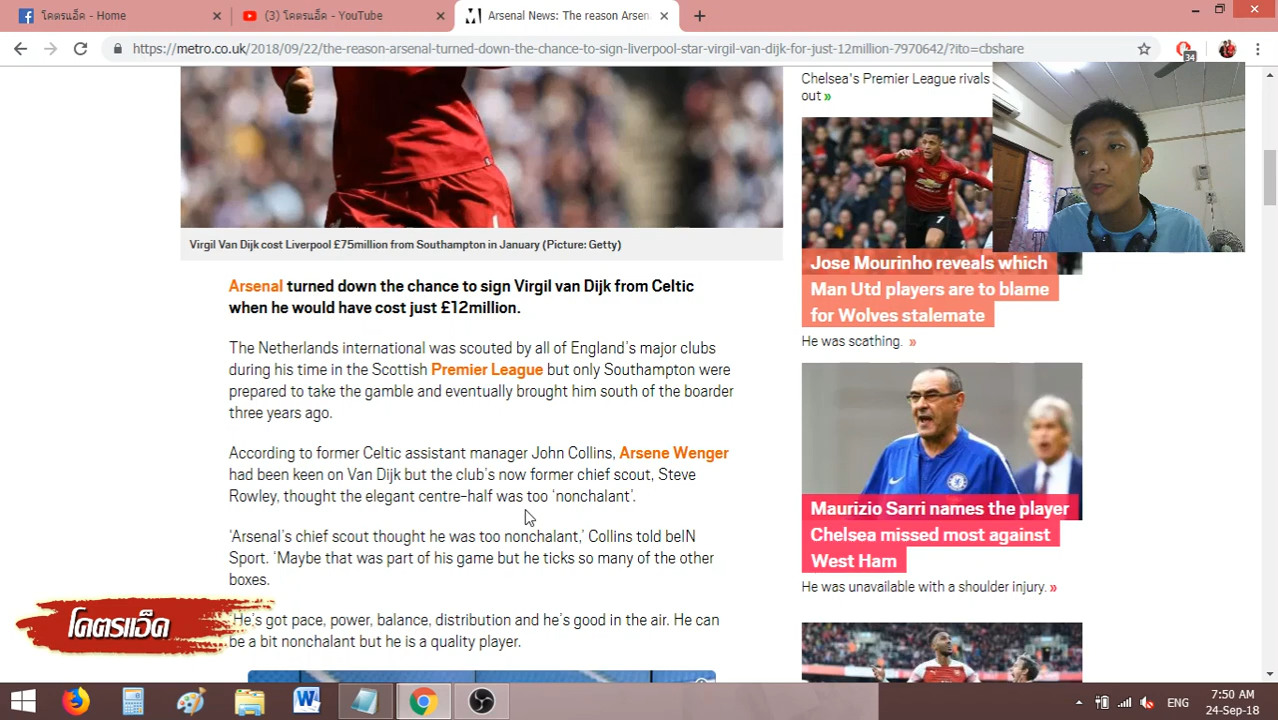 โคตรแอ็ค - Home
(3) โคตรแอ็ค - YouTube
Arsenal News: The reason Arsena
https://metro.co.uk/2018/09/22/the-reason-arsenal-turned-down-the-chance-to-sign-liverpool-star-virgil-van-dijk-for-just-12million-7970642/?ito=cbshare
34
Chelsea's Premier League rivals
out »
7
Virgil Van Dijk cost Liverpool £75million from Southampton in January (Picture: Getty)
Jose Mourinho reveals which
Man Utd players are to blame
for Wolves stalemate
He was scathing. »
Arsenal turned down the chance to sign Virgil van Dijk from Celtic
when he would have cost just £12million.
The Netherlands international was scouted by all of England's major clubs
during his time in the Scottish Premier League but only Southampton were
prepared to take the gamble and eventually brought him south of the boarder
three years ago.
According to former Celtic assistant manager John Collins, Arsene Wenger
had been keen on Van Dijk but the club's now former chief scout, Steve
Rowley, thought the elegant centre-half was too ‘nonchalant’.
‘Arsenal's chief scout thought he was too nonchalant,’ Collins told beIN
Sport. ‘Maybe that was part of his game but he ticks so many of the other
boxes.
He's got pace, power, balance, distribution and he's good in the air. He can
be a bit nonchalant but he is a quality player.
Maurizio Sarri names the player
Chelsea missed most against
West Ham
He was unavailable with a shoulder injury. »
โคตรแอ็ค
ENG
7:50 AM
24-Sep-18